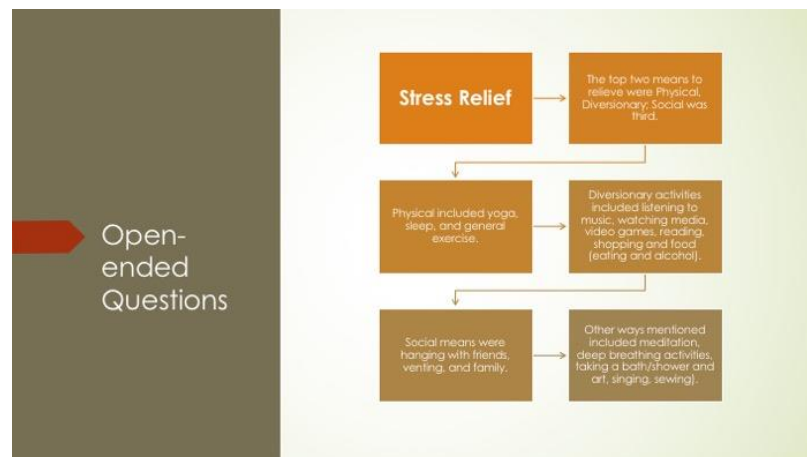 Open-
ended
Questions
Stress Relief
The top two means to
relieve were Physical,
Diversionary; Social was
third.
Physical included yoga,
sleep, and general
exercise.
Diversionary activities
included listening to
music, watching media,
video games, reading,
shopping and food
(eating and alcohol).
Social means were
hanging with friends,
venting, and family.
Other ways mentioned
included meditation,
deep breathing activities,
taking a bath/shower and
art, singing, sewing).